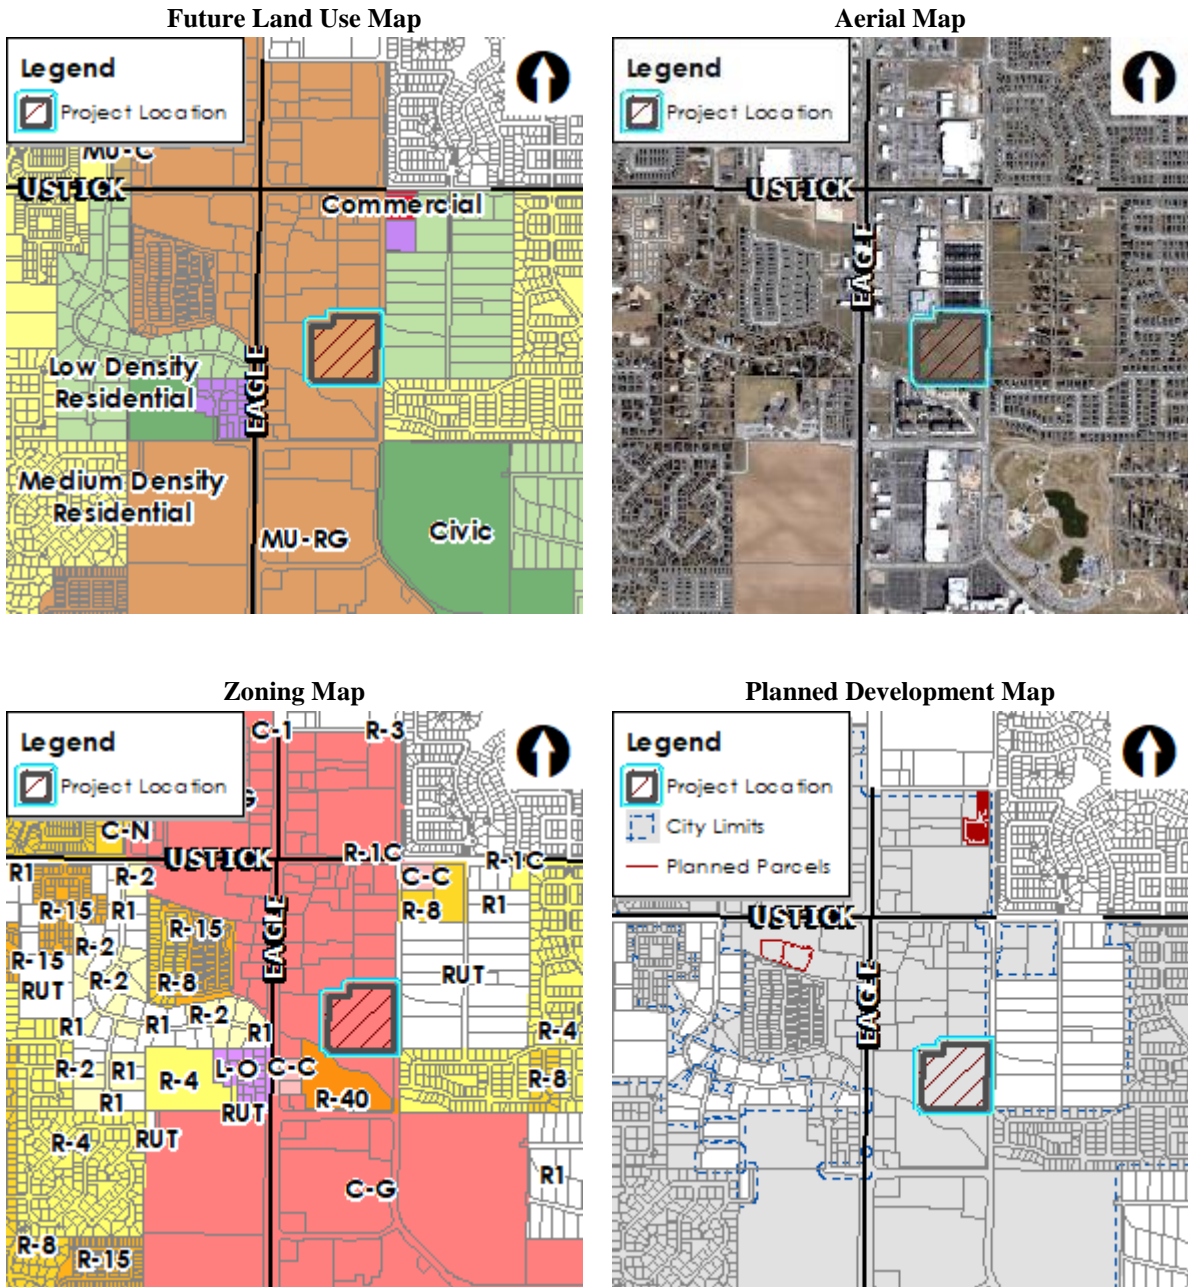 Future Land Use Map
Legend
Project Location
MU-C
USTICK
Commercial
EAGLE
Low Density
Residential
Medium Density
Residential
MU-RG
Civic
Aerial Map
Legend
Project Location
USTICK
EAGLE
Zoning Map
Legend
Project Location
C-1
R-3
C-N
USTICK
R-1C
R-1C
R1
R-2
C-C
R-15
R1
R-15
R-8
R1
EAGLE
R-2
R-15
R-2
RUT
RUT
R-8
R-2
R1
R1
R1
R-4
R-2
R1
R-4
L-O
C-C
R-8
R1
RUT
R-40
R-4
RUT
R1
C-G
R-8
R-15
Planned Development Map
Legend
Project Location
City Limits
Planned Parcels
USTICK
EAGLE